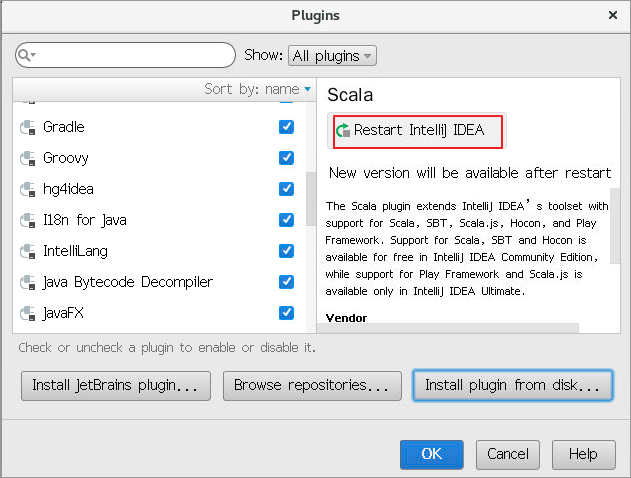 Plugins
Show: All plugins
Sort by: name
Gradle
Groovy
hg4idea
I18n for Java
IntelliLang
Java Bytecode Decompiler
JavaFX
Scala
Restart IntelliJ IDEA
New version will be available after restart
The Scala plugin extends IntelliJ IDEA's toolset with
support for Scala, SBT, Scala.js, Hocon, and Play
Framework. Support for Scala, SBT and Hocon is
available for free in IntelliJ IDEA Community Edition,
while support for Play Framework and Scala.js is
available only in IntelliJ IDEA Ultimate.
Vendor
Check or uncheck a plugin to enable or disable it.
Install JetBrains plugin...
Browse repositories...
Install plugin from disk...
OK
Cancel
Help